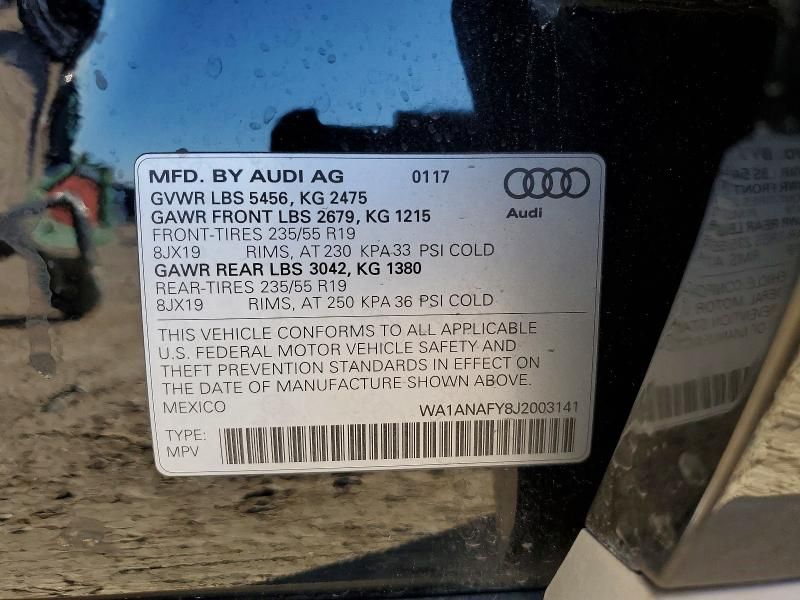 MFD. BY AUDI AG 0117
GVWR LBS 5456, KG 2475
GAWR FRONT LBS 2679, KG 1215
Audi
FRONT-TIRES 235/55 R19
8JX19 RIMS, AT 230 KPA 33 PSI COLD
GAWR REAR LBS 3042, KG 1380
REAR-TIRES 235/55 R19
8JX19 RIMS, AT 250 KPA 36 PSI COLD
THIS VEHICLE CONFORMS TO ALL APPLICABLE
U.S. FEDERAL MOTOR VEHICLE SAFETY AND
THEFT PREVENTION STANDARDS IN EFFECT ON
THE DATE OF MANUFACTURE SHOWN ABOVE.
MEXICO WA1ANAFY8J2003141
TYPE:
MPV